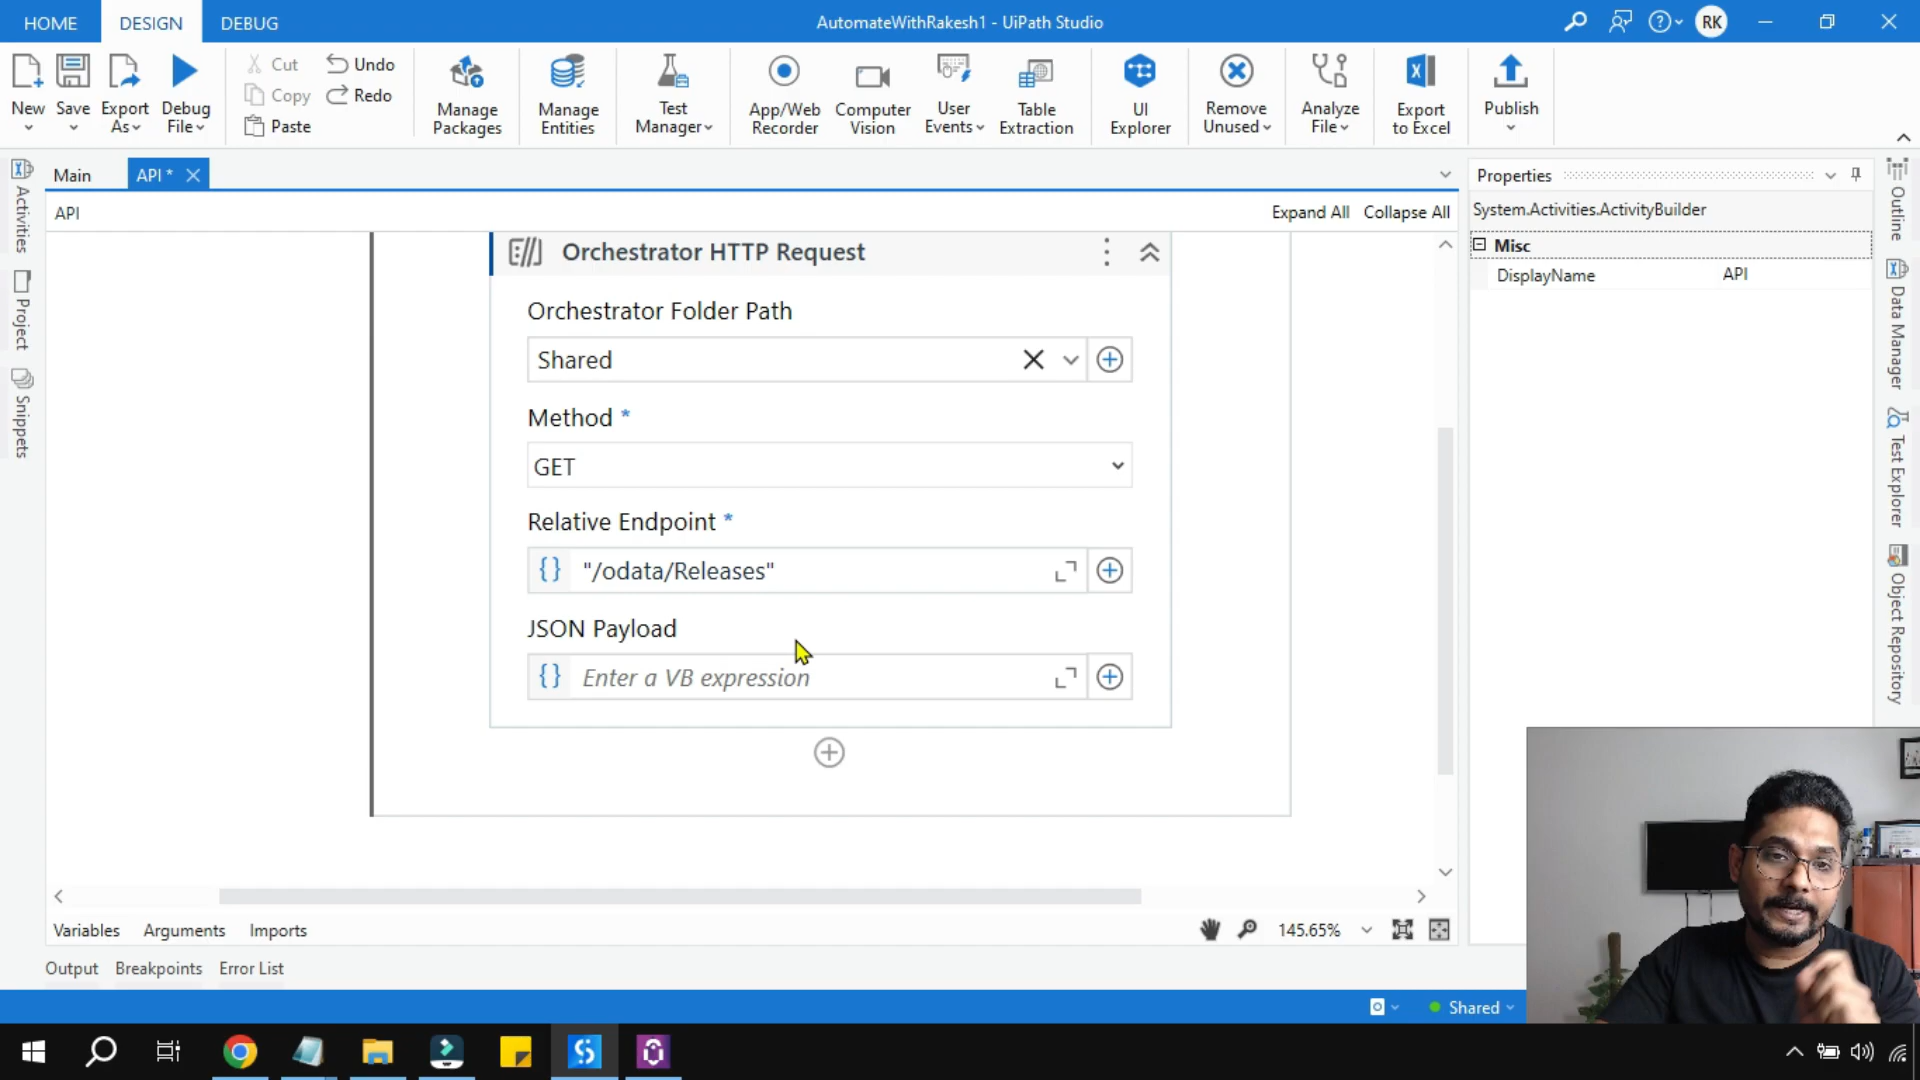 HOME DESIGN DEBUG AutomateWithRakesh1 - UiPath Studio RK
New Save Export As Debug File Cut Copy Paste Undo Redo Manage Packages Manage Entities Test Manager App/Web Recorder Computer Vision User Events Table Extraction UI Explorer Remove Unused Analyze File Export to Excel Publish
Main API *
API Expand All Collapse All
Activities
Project
Snippets
Orchestrator HTTP Request
Orchestrator Folder Path
Shared
Method *
GET
Relative Endpoint *
"/odata/Releases"
JSON Payload
Enter a VB expression
Properties
System.Activities.ActivityBuilder
Misc
DisplayName API
Outline
Data Manager
Test Explorer
Object Repository
Variables Arguments Imports 145.65%
Output Breakpoints Error List
Shared